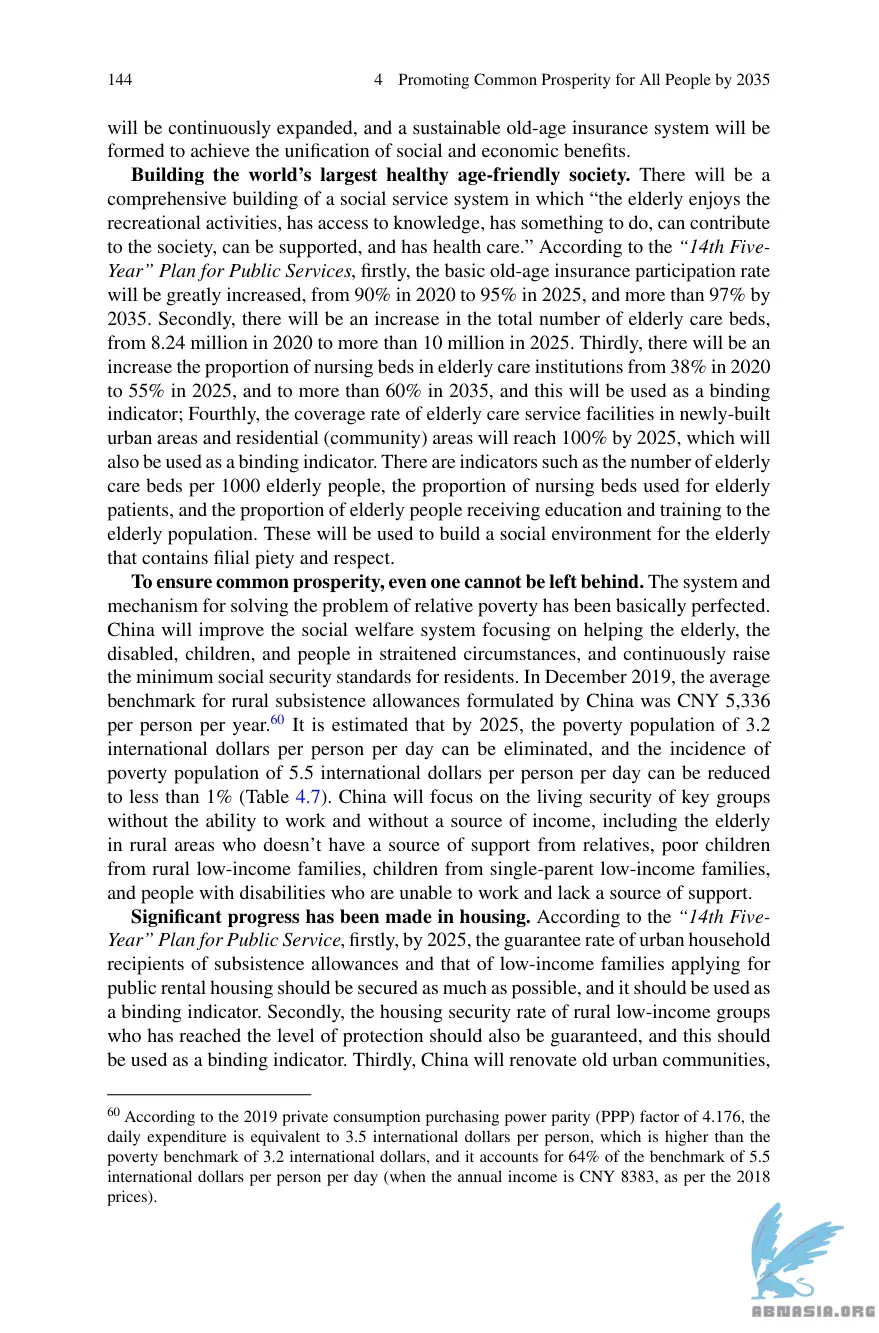 144 4 Promoting Common Prosperity for All People by 2035
will be continuously expanded, and a sustainable old-age insurance system will be
formed to achieve the unification of social and economic benefits.
Building the world’s largest healthy age-friendly society. There will be a
comprehensive building of a social service system in which “the elderly enjoys the
recreational activities, has access to knowledge, has something to do, can contribute
to the society, can be supported, and has health care.” According to the “14th Five-
Year” Plan for Public Services, firstly, the basic old-age insurance participation rate
will be greatly increased, from 90% in 2020 to 95% in 2025, and more than 97% by
2035. Secondly, there will be an increase in the total number of elderly care beds,
from 8.24 million in 2020 to more than 10 million in 2025. Thirdly, there will be an
increase the proportion of nursing beds in elderly care institutions from 38% in 2020
to 55% in 2025, and to more than 60% in 2035, and this will be used as a binding
indicator; Fourthly, the coverage rate of elderly care service facilities in newly-built
urban areas and residential (community) areas will reach 100% by 2025, which will
also be used as a binding indicator. There are indicators such as the number of elderly
care beds per 1000 elderly people, the proportion of nursing beds used for elderly
patients, and the proportion of elderly people receiving education and training to the
elderly population. These will be used to build a social environment for the elderly
that contains filial piety and respect.
To ensure common prosperity, even one cannot be left behind. The system and
mechanism for solving the problem of relative poverty has been basically perfected.
China will improve the social welfare system focusing on helping the elderly, the
disabled, children, and people in straitened circumstances, and continuously raise
the minimum social security standards for residents. In December 2019, the average
benchmark for rural subsistence allowances formulated by China was CNY 5,336
per person per year.60 It is estimated that by 2025, the poverty population of 3.2
international dollars per person per day can be eliminated, and the incidence of
poverty population of 5.5 international dollars per person per day can be reduced
to less than 1% (Table 4.7). China will focus on the living security of key groups
without the ability to work and without a source of income, including the elderly
in rural areas who doesn’t have a source of support from relatives, poor children
from rural low-income families, children from single-parent low-income families,
and people with disabilities who are unable to work and lack a source of support.
Significant progress has been made in housing. According to the “14th Five-
Year” Plan for Public Service, firstly, by 2025, the guarantee rate of urban household
recipients of subsistence allowances and that of low-income families applying for
public rental housing should be secured as much as possible, and it should be used as
a binding indicator. Secondly, the housing security rate of rural low-income groups
who has reached the level of protection should also be guaranteed, and this should
be used as a binding indicator. Thirdly, China will renovate old urban communities,
60 According to the 2019 private consumption purchasing power parity (PPP) factor of 4.176, the
daily expenditure is equivalent to 3.5 international dollars per person, which is higher than the
poverty benchmark of 3.2 international dollars, and it accounts for 64% of the benchmark of 5.5
international dollars per person per day (when the annual income is CNY 8383, as per the 2018
prices).
ABNASIA.ORG